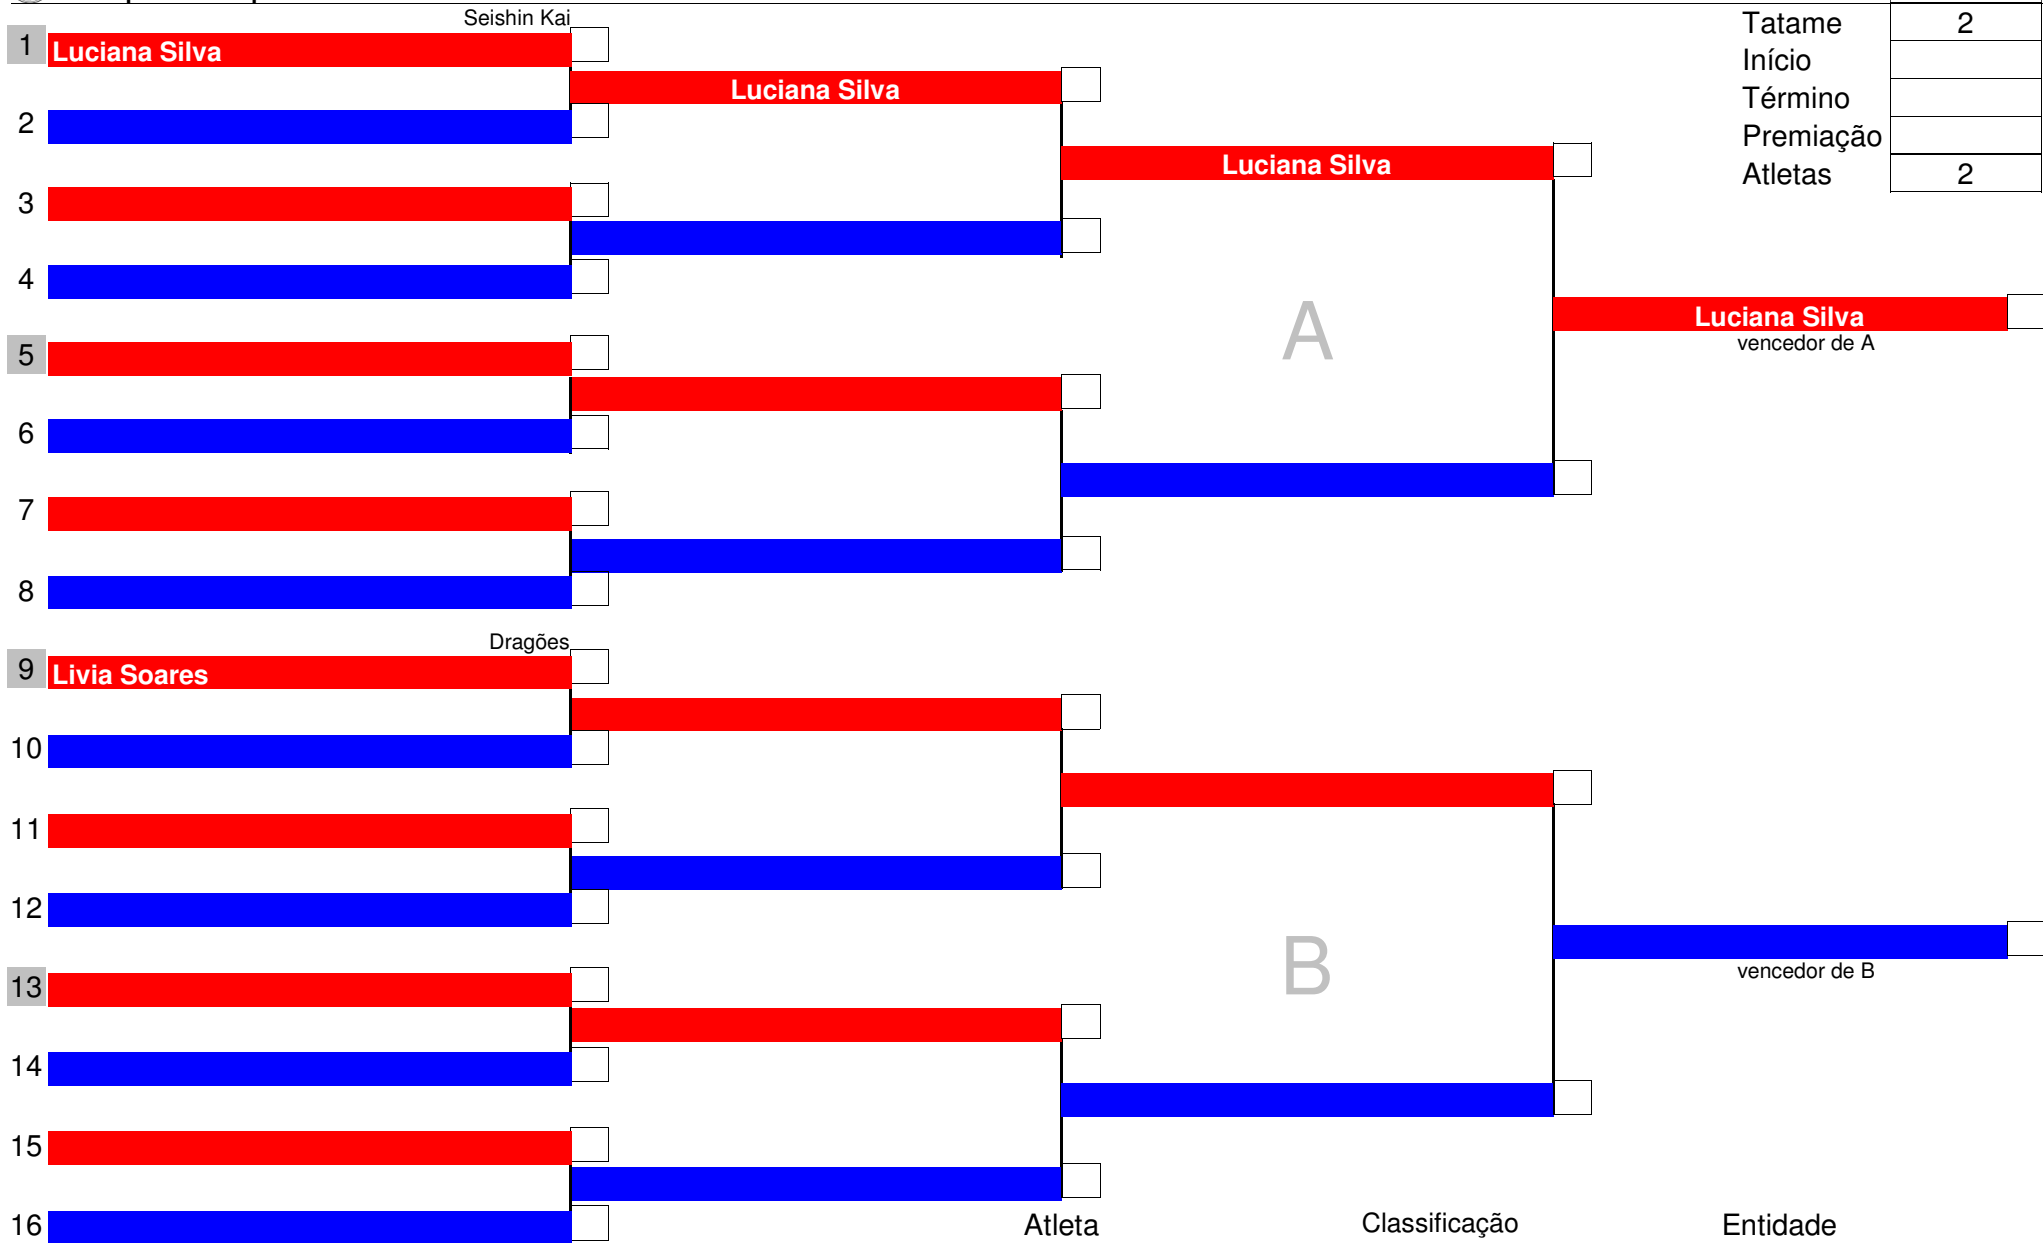 Seishin Kai
Tatame 2
1 Luciana Silva
Início
Luciana Silva
Término
2
Premiação
Luciana Silva
Atletas 2
3
4
Luciana Silva
A
vencedor de A
5
6
7
8
Dragões
9 Livia Soares
10
11
12
B
vencedor de B
13
14
15
16
Atleta Classificação Entidade